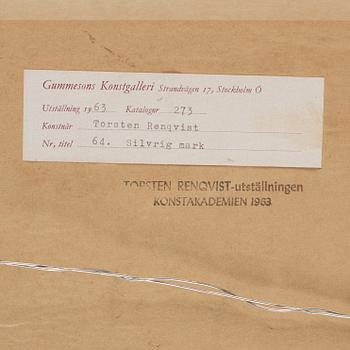 Gummesons Konstgalleri Strandvägen 17, Stockholm Ö
Utställning 1963 Katalognr 273
Konstnär Torsten Renqvist
Nr, titel 64. Silvrig mark
TORSTEN RENQVIST-utställningen
KONSTAKADEMIEN 1963